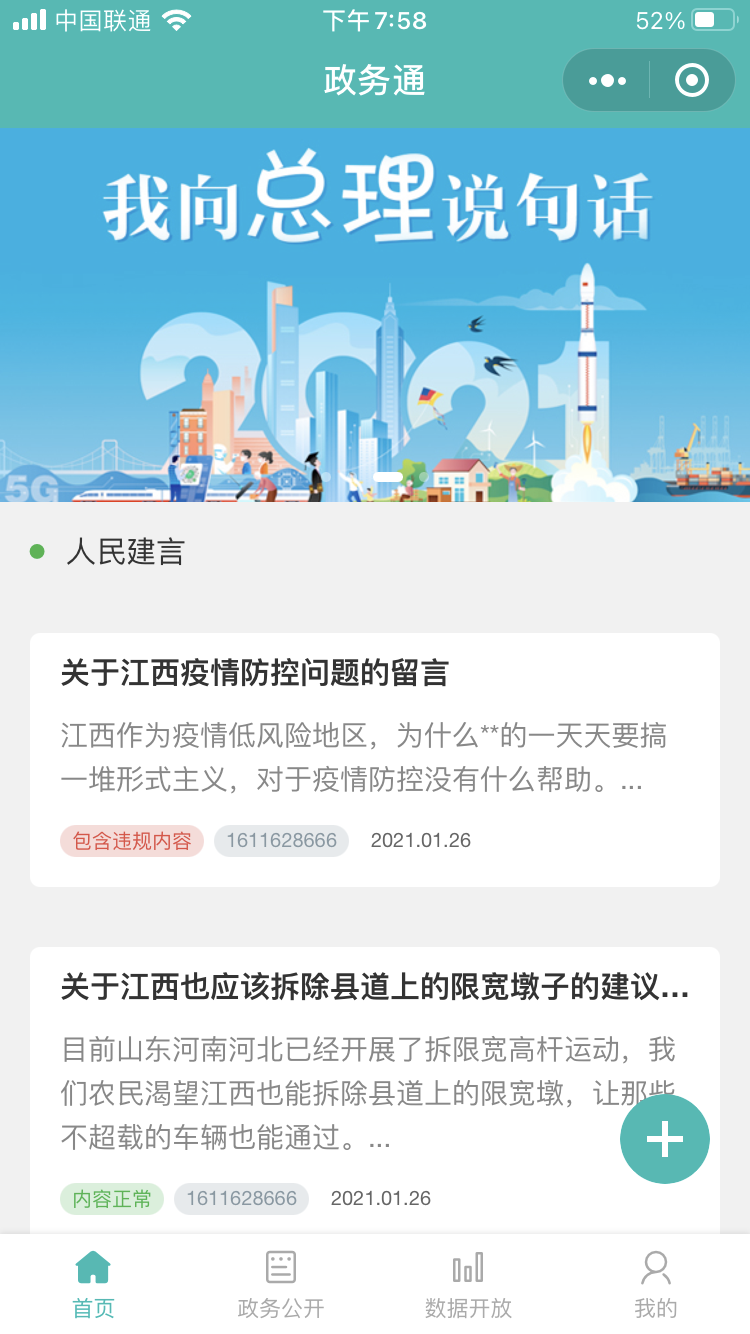 中国联通
下午7:58
52%
政务通
我向总理说句话
2021
5G
人民建言
关于江西疫情防控问题的留言
江西作为疫情低风险地区，为什么**的一天天要搞
一堆形式主义，对于疫情防控没有什么帮助。...
包含违规内容 1611628666 2021.01.26
关于江西也应该拆除县道上的限宽墩子的建议...
目前山东河南河北已经开展了拆限宽高杆运动，我
们农民渴望江西也能拆除县道上的限宽墩，让那些
不超载的车辆也能通过。...
内容正常 1611628666 2021.01.26
首页 政务公开 数据开放 我的